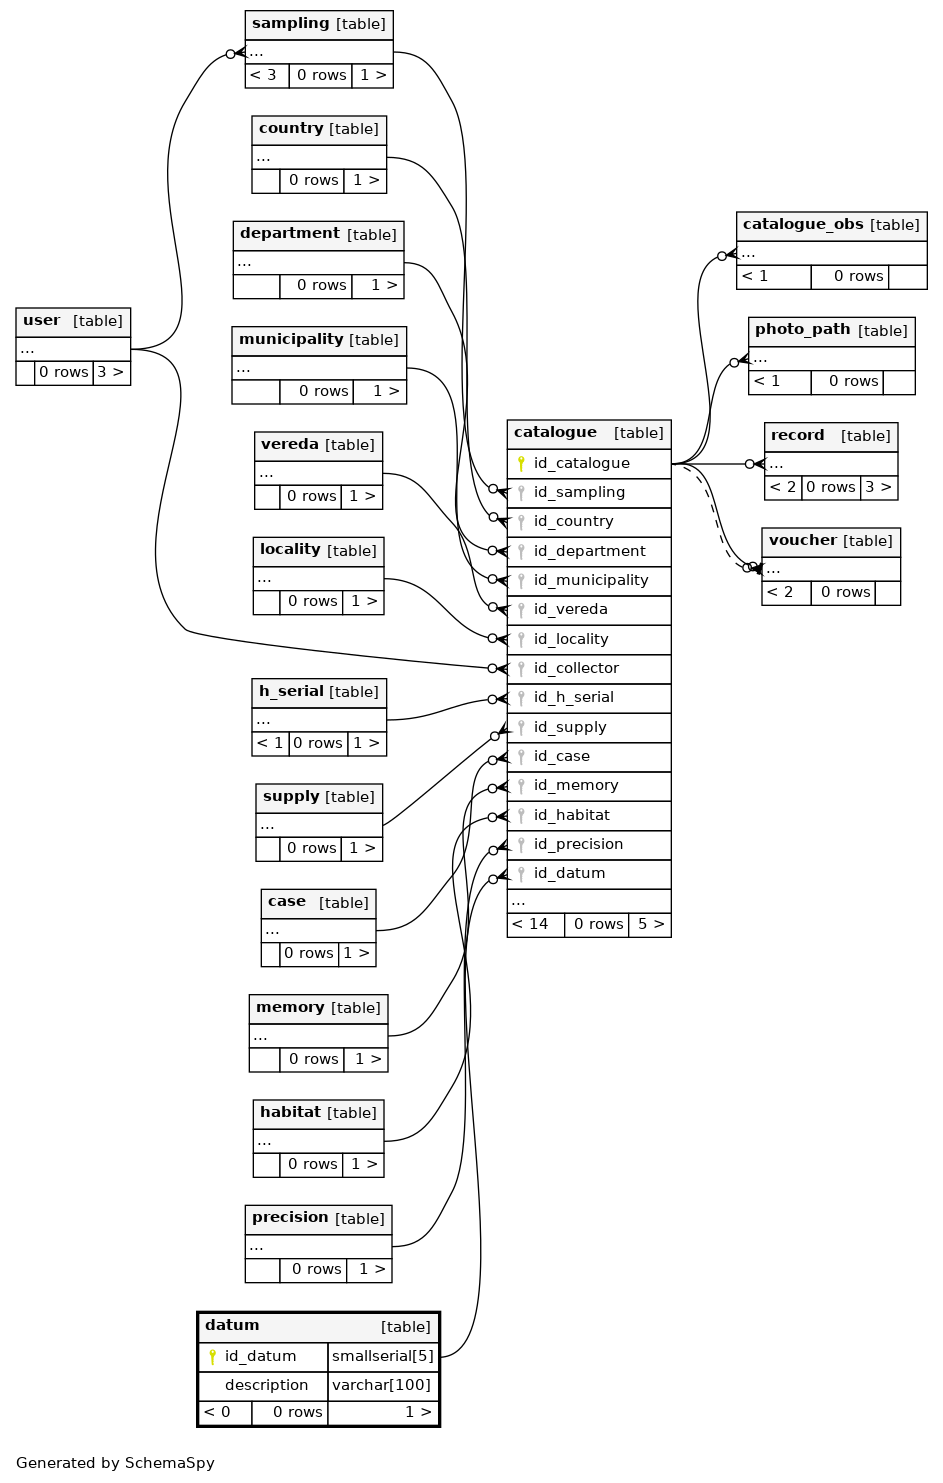 sampling [table]
...
< 3 0 rows 1 >
country [table]
...
0 rows 1 >
department [table]
...
0 rows 1 >
municipality [table]
...
0 rows 1 >
user [table]
...
0 rows 3 >
vereda [table]
...
0 rows 1 >
locality [table]
...
0 rows 1 >
h_serial [table]
...
< 1 0 rows 1 >
supply [table]
...
0 rows 1 >
case [table]
...
0 rows 1 >
memory [table]
...
0 rows 1 >
habitat [table]
...
0 rows 1 >
precision [table]
...
0 rows 1 >
datum [table]
id_datum smallserial[5]
description varchar[100]
< 0 0 rows 1 >
catalogue [table]
id_catalogue
id_sampling
id_country
id_department
id_municipality
id_vereda
id_locality
id_collector
id_h_serial
id_supply
id_case
id_memory
id_habitat
id_precision
id_datum
...
< 14 0 rows 5 >
catalogue_obs [table]
...
< 1 0 rows
photo_path [table]
...
< 1 0 rows
record [table]
...
< 2 0 rows 3 >
voucher [table]
...
< 2 0 rows
Generated by SchemaSpy